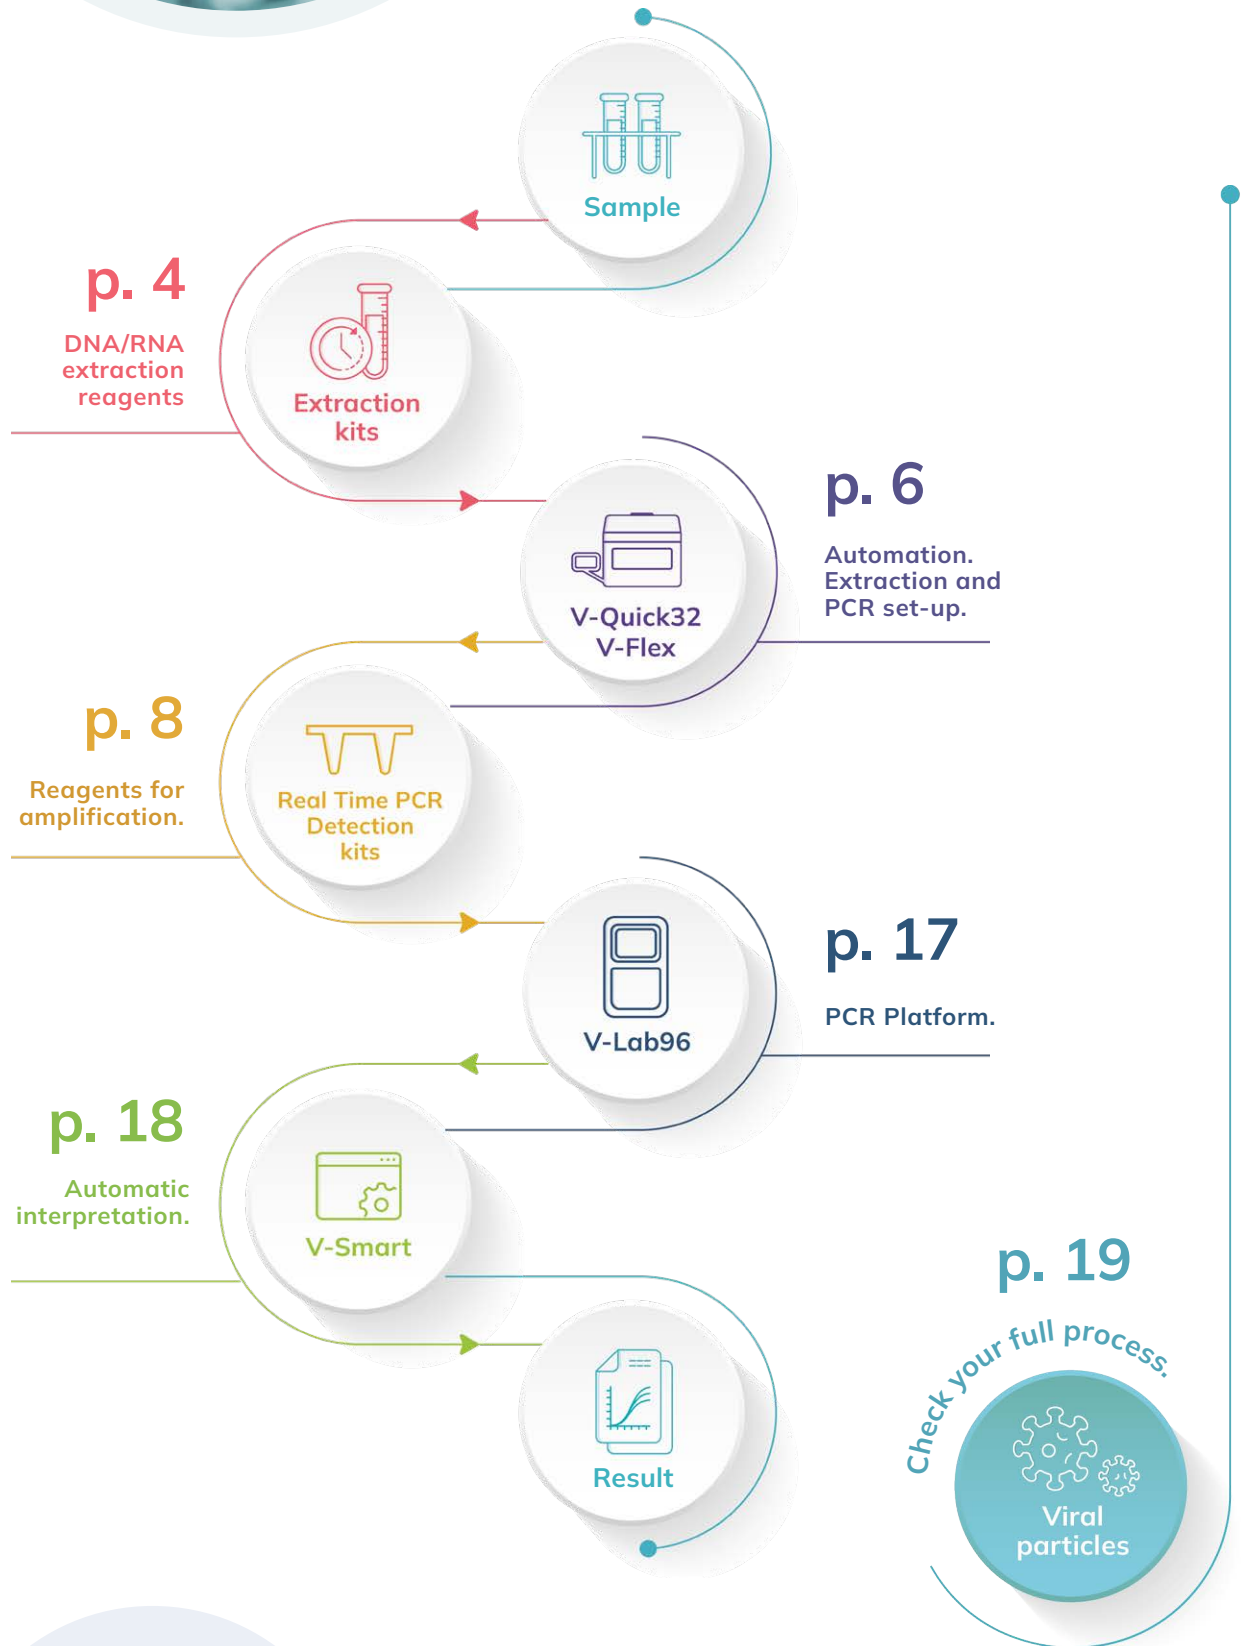 Sample
p. 4
DNA/RNA
extraction
reagents
Extraction
kits
p. 6
Automation.
Extraction and
PCR set-up.
V-Quick32
V-Flex
p. 8
Reagents for
amplification.
Real Time PCR
Detection
kits
p. 17
PCR Platform.
V-Lab96
p. 18
Automatic
interpretation.
V-Smart
Result
p. 19
Check your full process.
Viral
particles